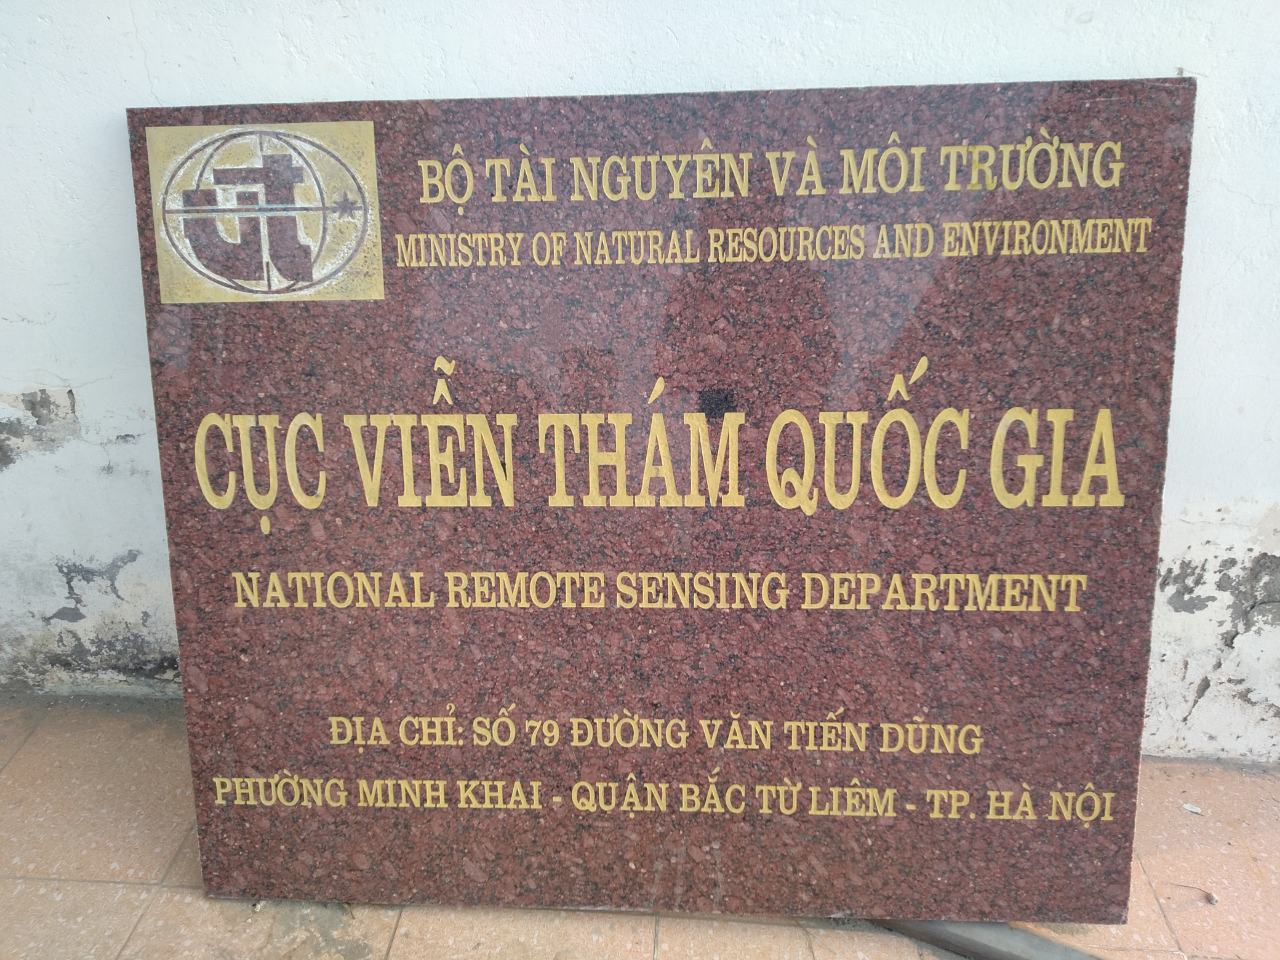 BỘ TÀI NGUYÊN VÀ MÔI TRƯỜNG
MINISTRY OF NATURAL RESOURCES AND ENVIRONMENT
CỤC VIỄN THÁM QUỐC GIA
NATIONAL REMOTE SENSING DEPARTMENT
ĐỊA CHỈ: SỐ 79 ĐƯỜNG VĂN TIẾN DŨNG
PHƯỜNG MINH KHAI - QUẬN BẮC TỪ LIÊM - TP. HÀ NỘI